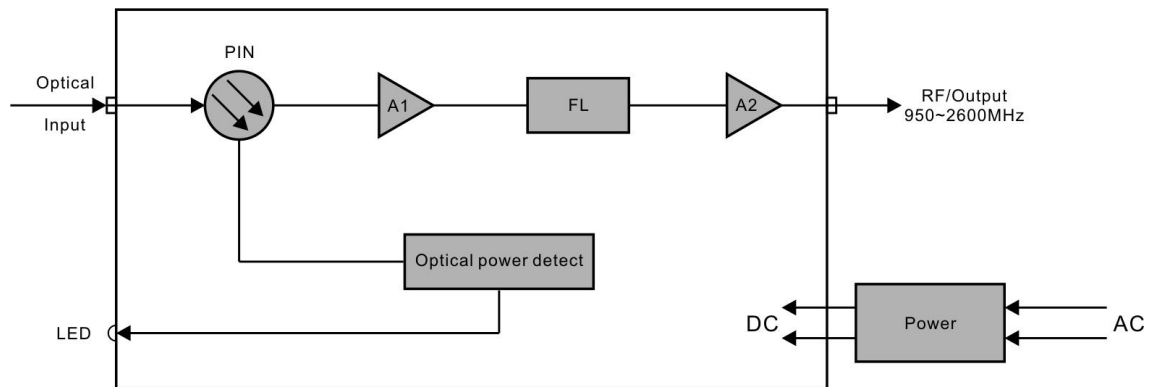 PIN
Optical
Input
A1
FL
A2
RF/Output
950~2600MHz
Optical power detect
LED
DC
Power
AC